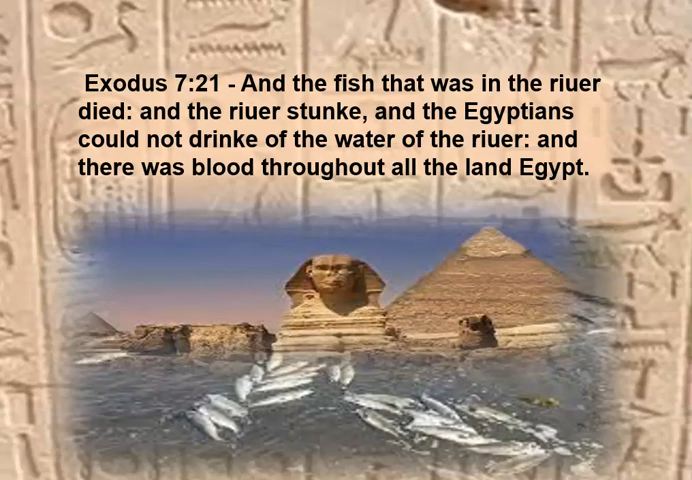 Exodus 7:21 - And the fish that was in the riuer
died: and the riuer stunke, and the Egyptians
could not drinke of the water of the riuer: and
there was blood throughout all the land Egypt.